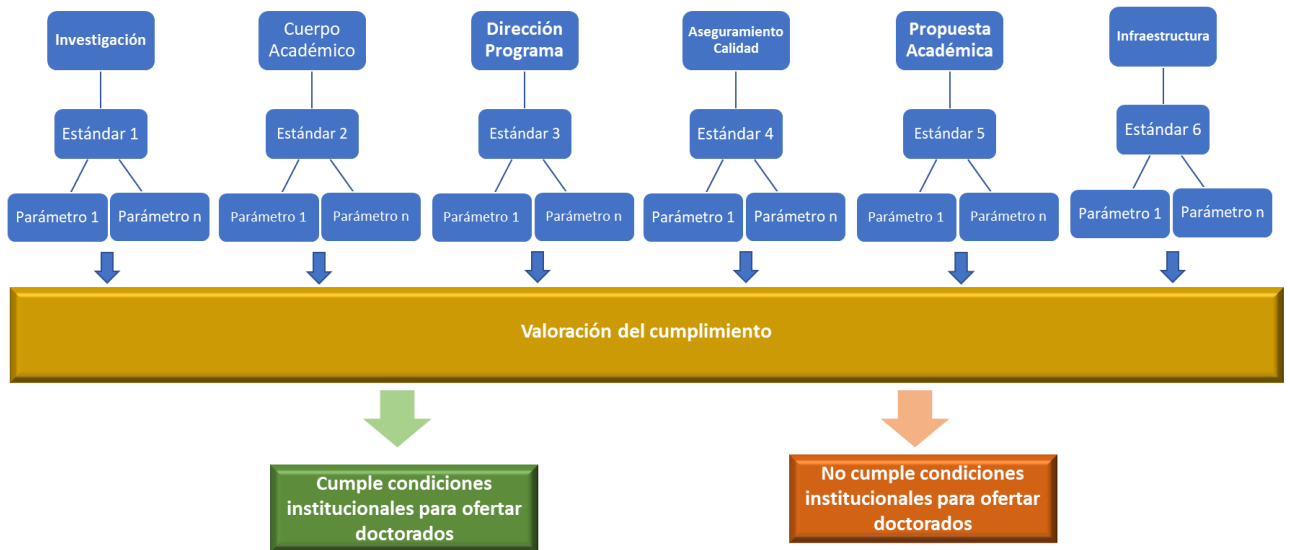 Investigación
Cuerpo
Académico
Dirección
Programa
Aseguramiento
Calidad
Propuesta
Académica
Infraestructura
Estándar 1
Estándar 2
Estándar 3
Estándar 4
Estándar 5
Estándar 6
Parámetro 1
Parámetro n
Parámetro 1
Parámetro n
Parámetro 1
Parámetro n
Parámetro 1
Parámetro n
Parámetro 1
Parámetro n
Parámetro 1
Parámetro n
Valoración del cumplimiento
Cumple condiciones
institucionales para ofertar
doctorados
No cumple condiciones
institucionales para ofertar
doctorados